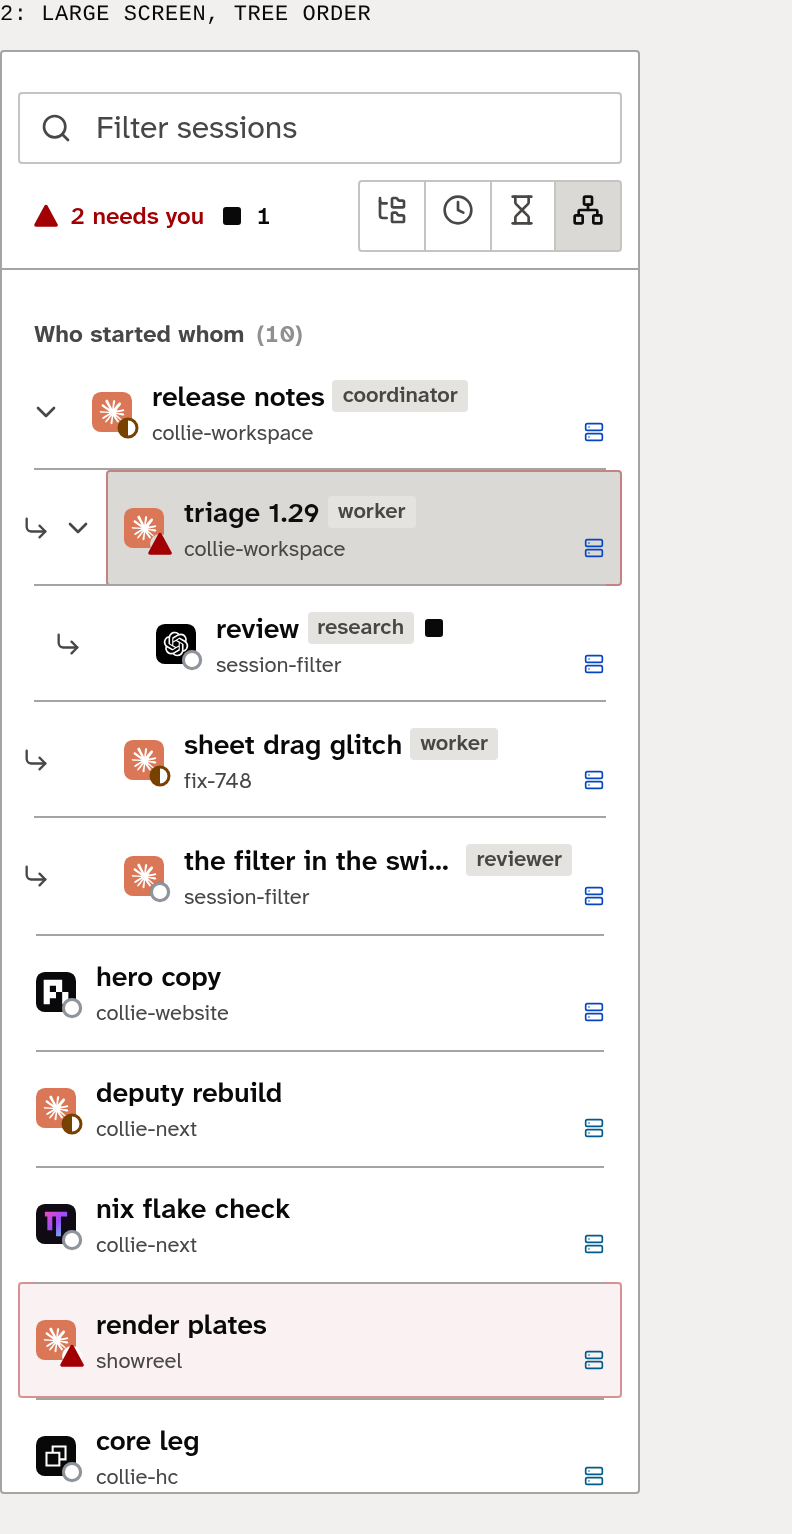 2: LARGE SCREEN, TREE ORDER
Filter sessions
2 needs you 1
Who started whom (10)
release notes coordinator
collie-workspace
triage 1.29 worker
collie-workspace
review research
session-filter
sheet drag glitch worker
fix-748
the filter in the swi... reviewer
session-filter
hero copy
collie-website
deputy rebuild
collie-next
nix flake check
collie-next
render plates
showreel
core leg
collie-hc